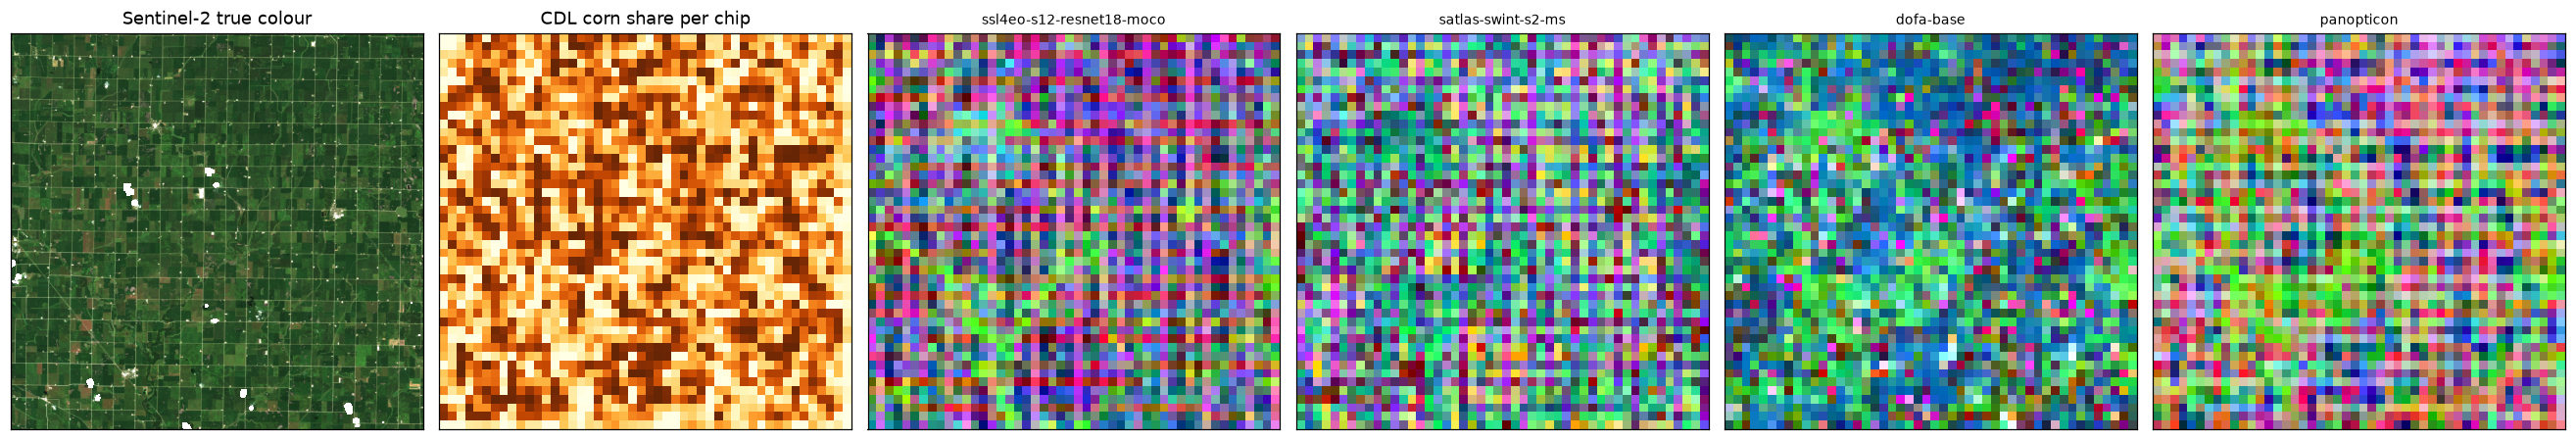 Sentinel-2 true colour
CDL corn share per chip
ssl4eo-s12-resnet18-moco
satlas-swint-s2-ms
dofa-base
panopticon